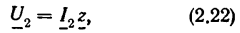 U₂ = I₂ z, (2.22)